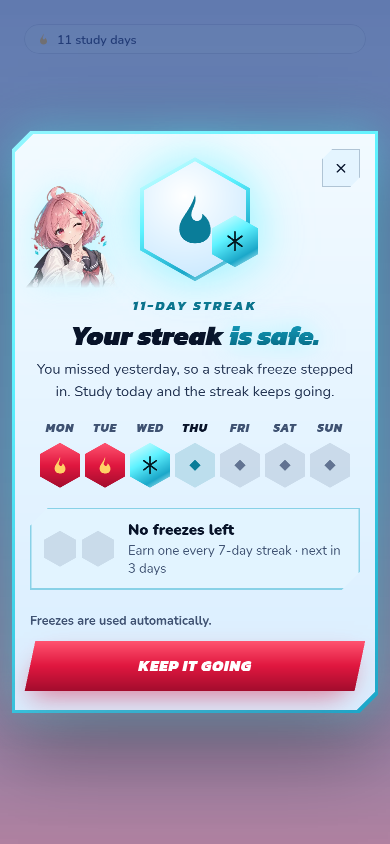 11 study days
×
11-DAY STREAK
Your streak is safe.
You missed yesterday, so a streak freeze stepped
in. Study today and the streak keeps going.
MON TUE WED THU FRI SAT SUN
No freezes left
Earn one every 7-day streak · next in
3 days
Freezes are used automatically.
KEEP IT GOING